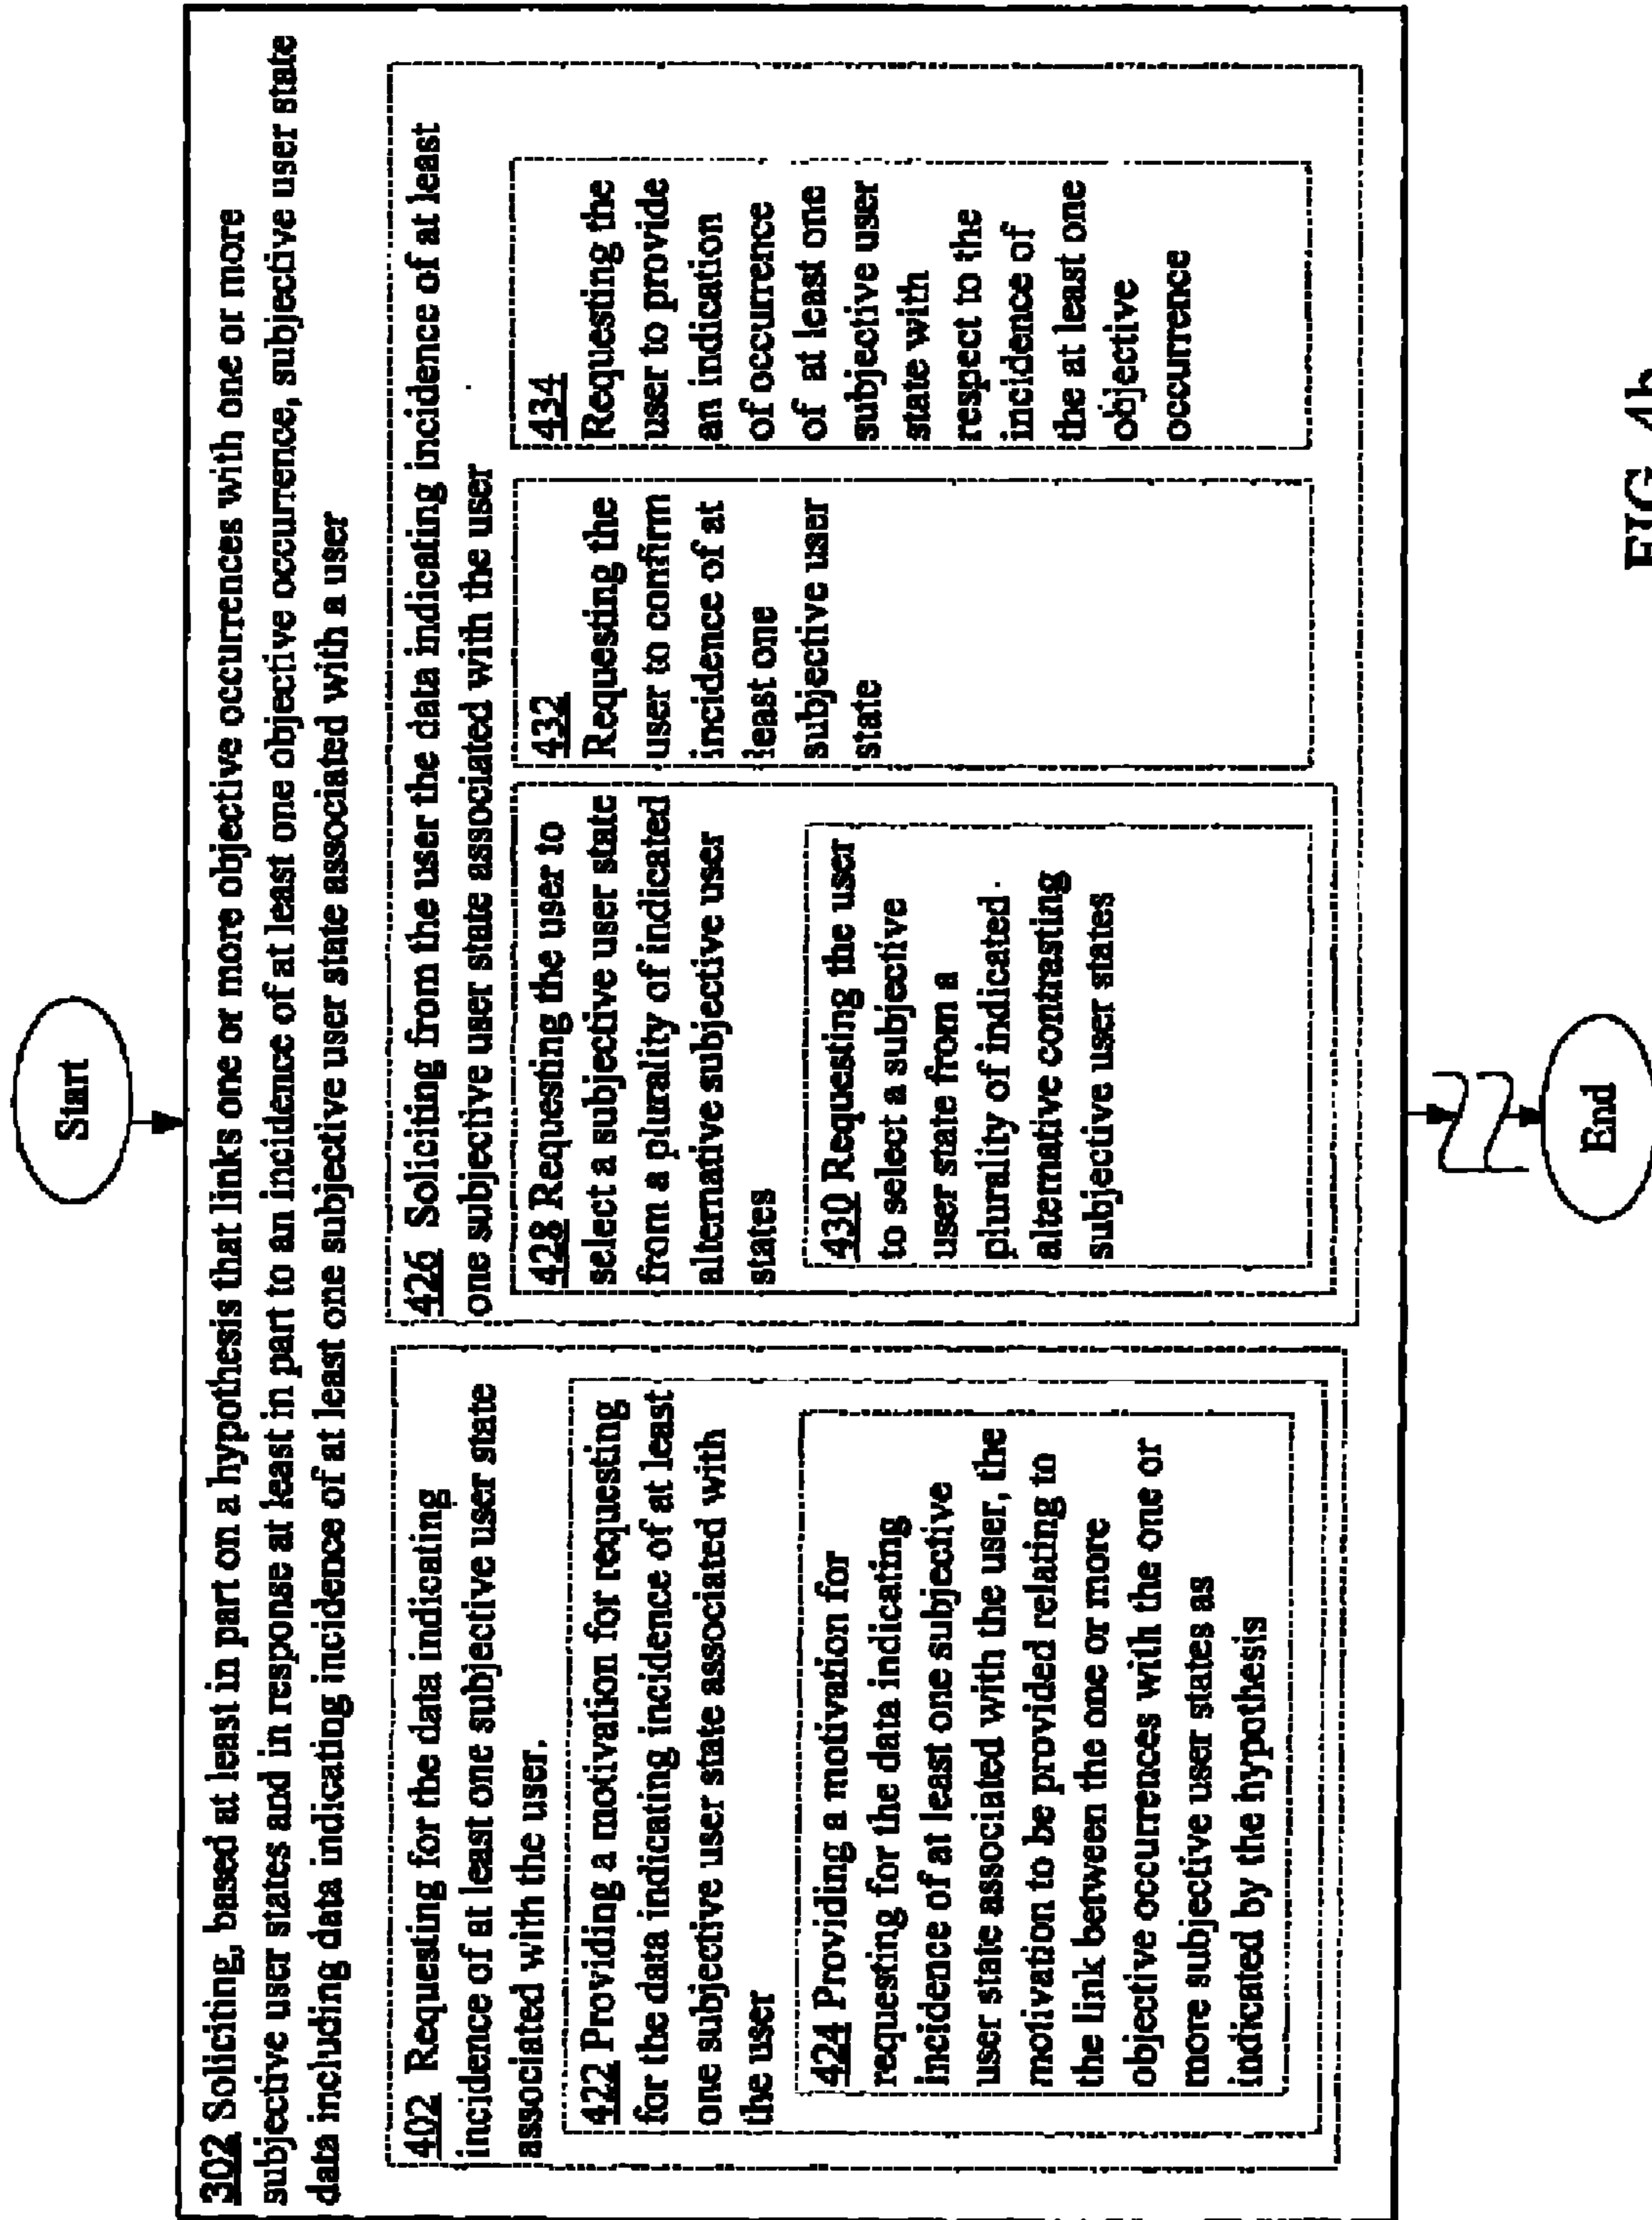 Start
302 Soliciting, based at least in part on a hypothesis that links one or more objective occurrences with one or more
subjective user states and in response at least in part to an incidence of at least one objective occurrence, subjective user state
data including data indicating incidence of at least one subjective user state associated with a user
402 Requesting for the data indicating
incidence of at least one subjective user state
associated with the user.
422 Providing a motivation for requesting
for the data indicating incidence of at least
one subjective user state associated with
the user
424 Providing a motivation for
requesting for the data indicating
incidence of at least one subjective
user state associated with the user, the
motivation to be provided relating to
the link between the one or more
objective occurrences with the one or
more subjective user states as
indicated by the hypothesis
426 Soliciting from the user the data indicating incidence of at least
one subjective user state associated with the user
428 Requesting the user to
select a subjective user state
from a plurality of indicated
alternative subjective user
states
430 Requesting the user
to select a subjective
user state from a
plurality of indicated
alternative contrasting
subjective user states
432
Requesting the
user to confirm
incidence of at
least one
subjective user
state
434
Requesting the
user to provide
an indication
of occurrence
of at least one
subjective user
state with
respect to the
incidence of
the at least one
objective
occurrence
End
FIG. 4b